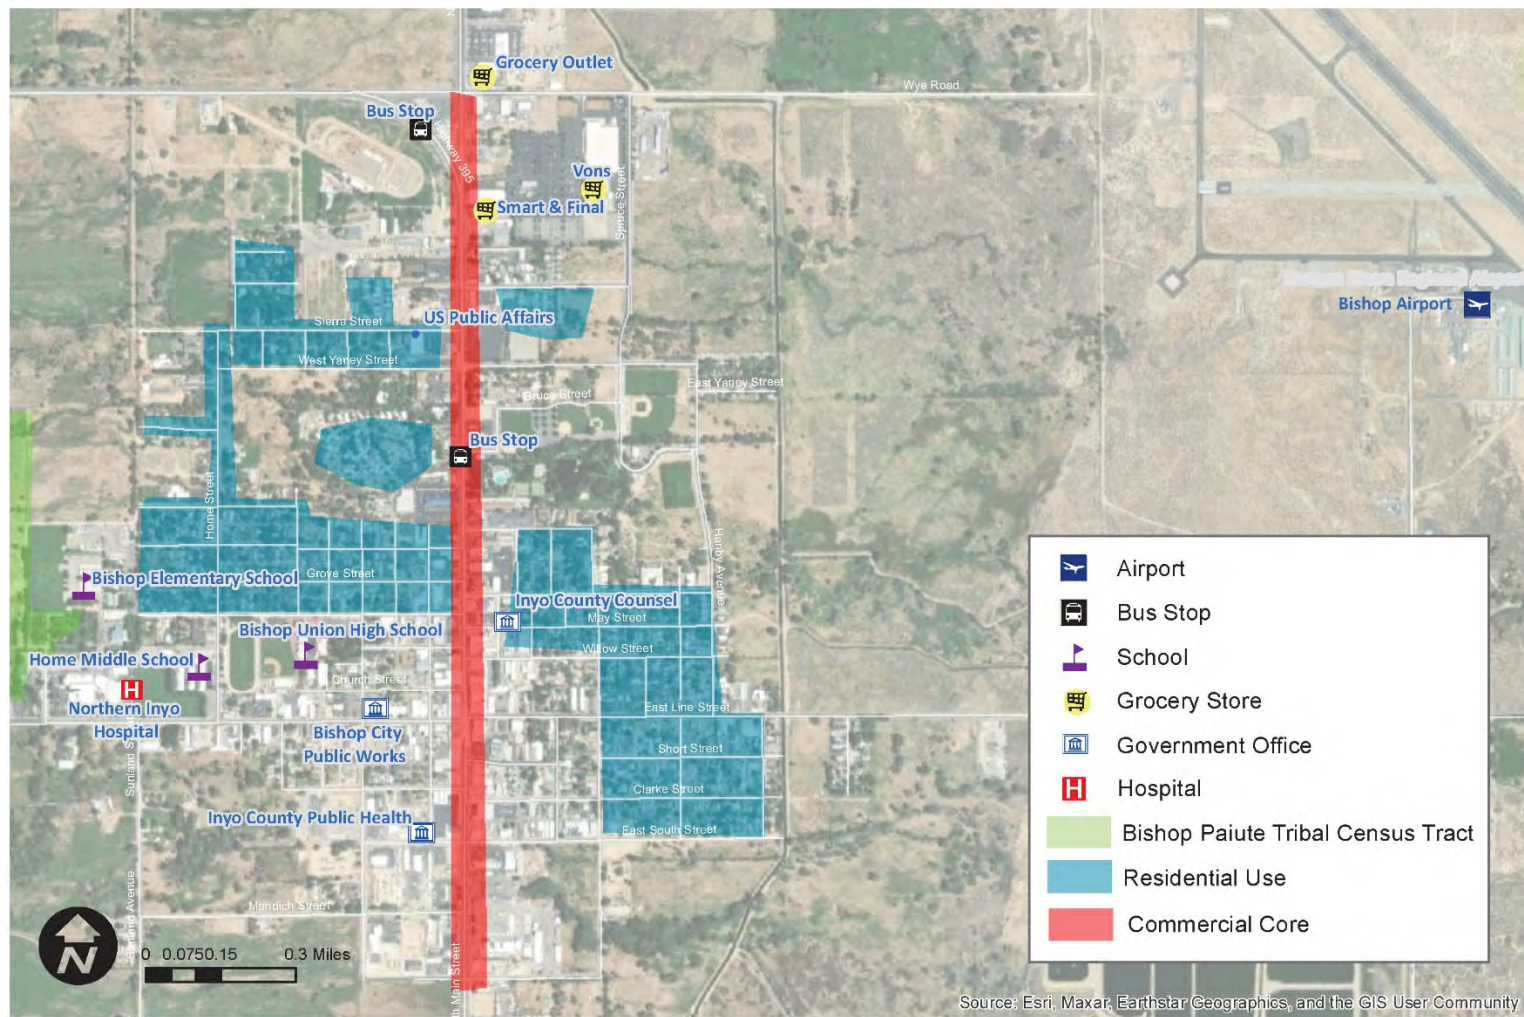 Grocery Outlet
Wye Road
Bus Stop
Highway 395
Vons
Smart & Final
Spruce Street
Bishop Airport
Sierra Street
US Public Affairs
West Yaney Street
East Yaney Street
Bruce Street
Bus Stop
Home Street
Hanby Avenue
Grove Street
Bishop Elementary School
Inyo County Counsel
May Street
Bishop Union High School
Willow Street
Home Middle School
Church Street
Northern Inyo
Hospital
East Line Street
Bishop City
Public Works
Short Street
Clarke Street
Inyo County Public Health
East South Street
Mandich Street
Sunland Avenue
Main Street
N
0 0.075 0.15 0.3 Miles
Airport
Bus Stop
School
Grocery Store
Government Office
H Hospital
Bishop Paiute Tribal Census Tract
Residential Use
Commercial Core
Source: Esri, Maxar, Earthstar Geographics, and the GIS User Community